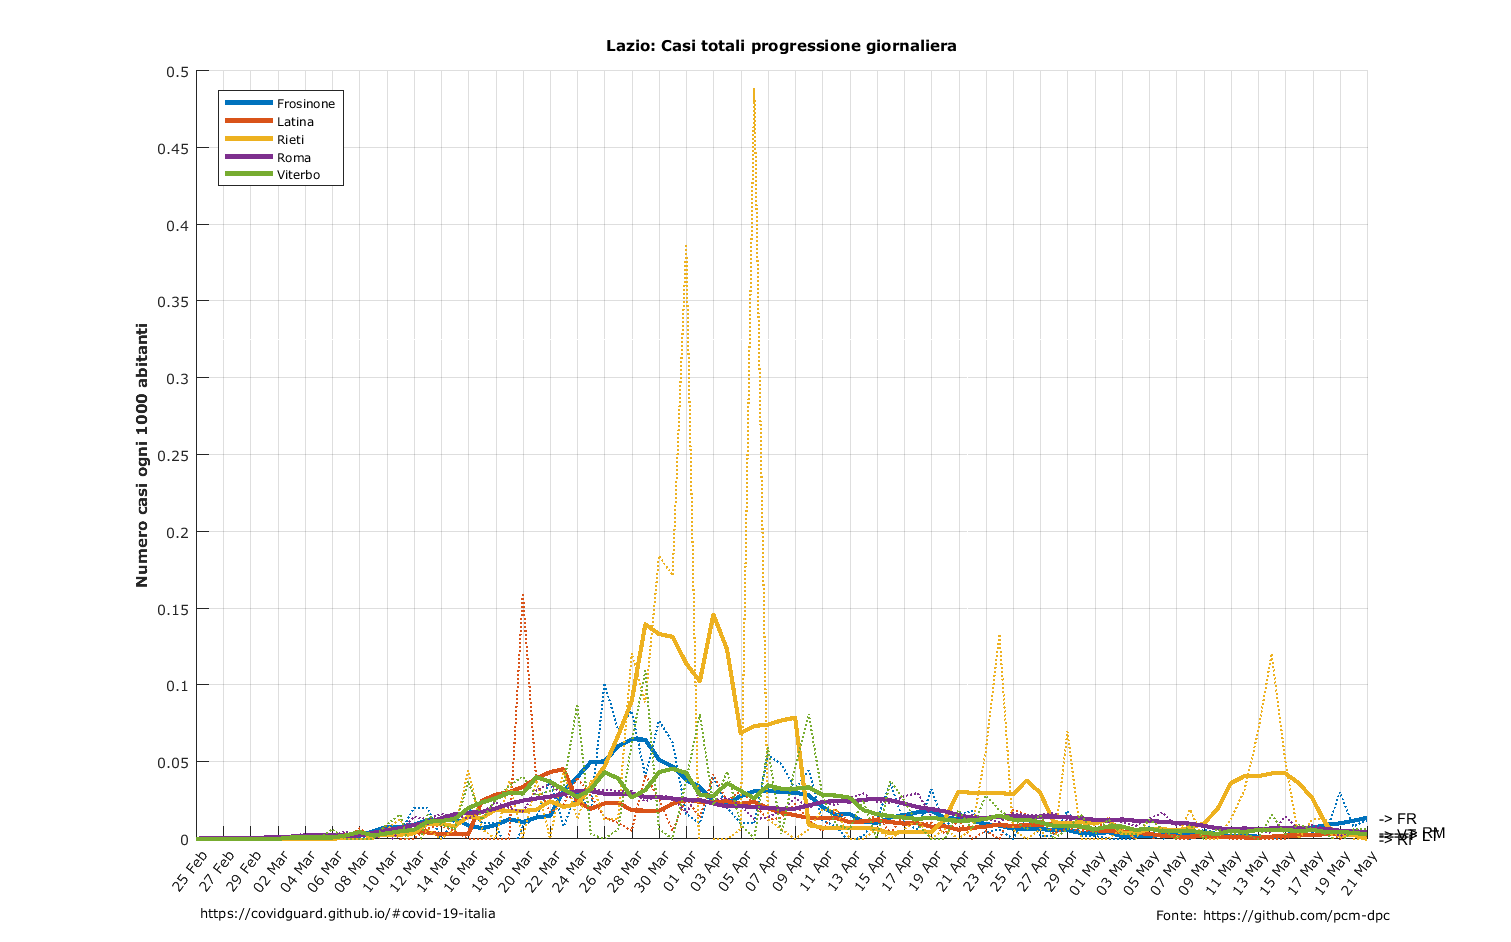 Lazio: Casi totali progressione giornaliera
Numero casi ogni 1000 abitanti
0.5
0.45
0.4
0.35
0.3
0.25
0.2
0.15
0.1
0.05
0
Frosinone
Latina
Rieti
Roma
Viterbo
-> FR
-> RM
-> VT
-> LT
-> RI
25 Feb
27 Feb
29 Feb
02 Mar
04 Mar
06 Mar
08 Mar
10 Mar
12 Mar
14 Mar
16 Mar
18 Mar
20 Mar
22 Mar
24 Mar
26 Mar
28 Mar
30 Mar
01 Apr
03 Apr
05 Apr
07 Apr
09 Apr
11 Apr
13 Apr
15 Apr
17 Apr
19 Apr
21 Apr
23 Apr
25 Apr
27 Apr
29 Apr
01 May
03 May
05 May
07 May
09 May
11 May
13 May
15 May
17 May
19 May
21 May
https://covidguard.github.io/#covid-19-italia
Fonte: https://github.com/pcm-dpc